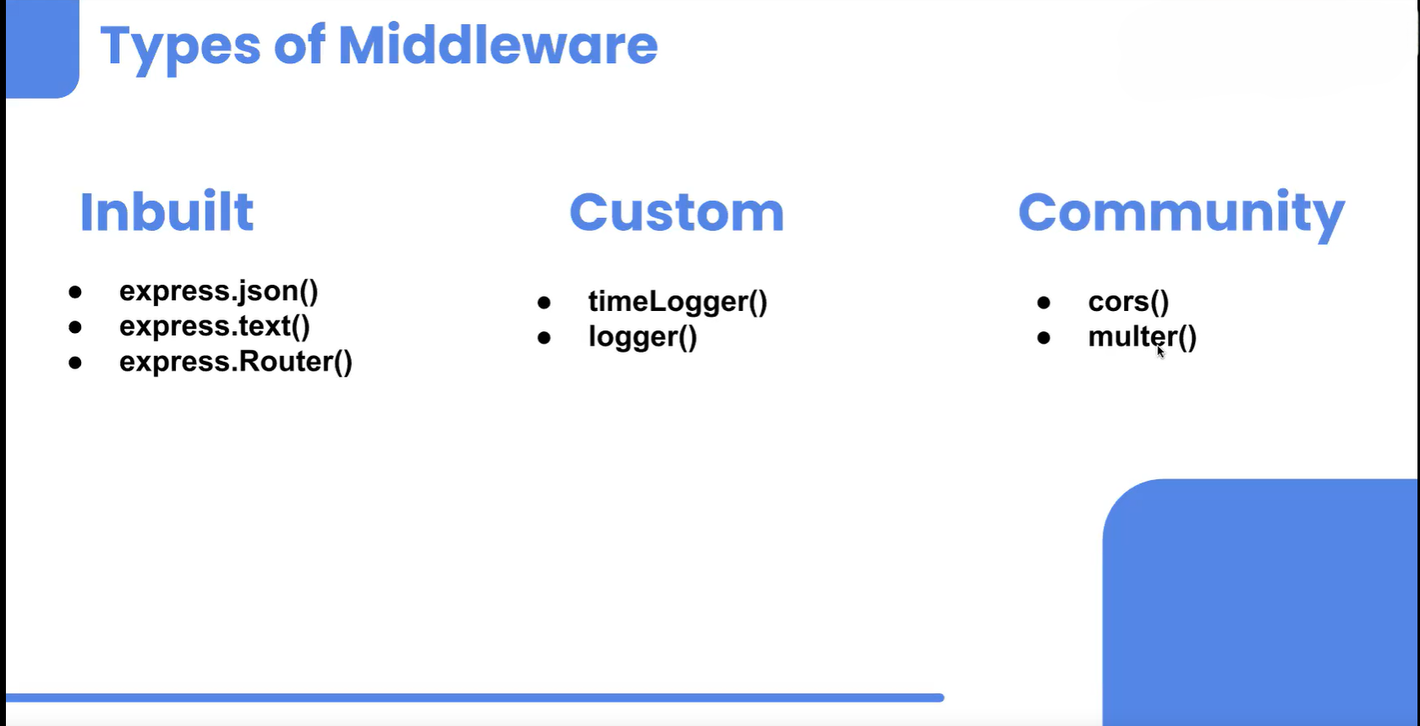 Types of Middleware
Inbuilt
● express.json()
● express.text()
● express.Router()
Custom
● timeLogger()
● logger()
Community
● cors()
● multer()